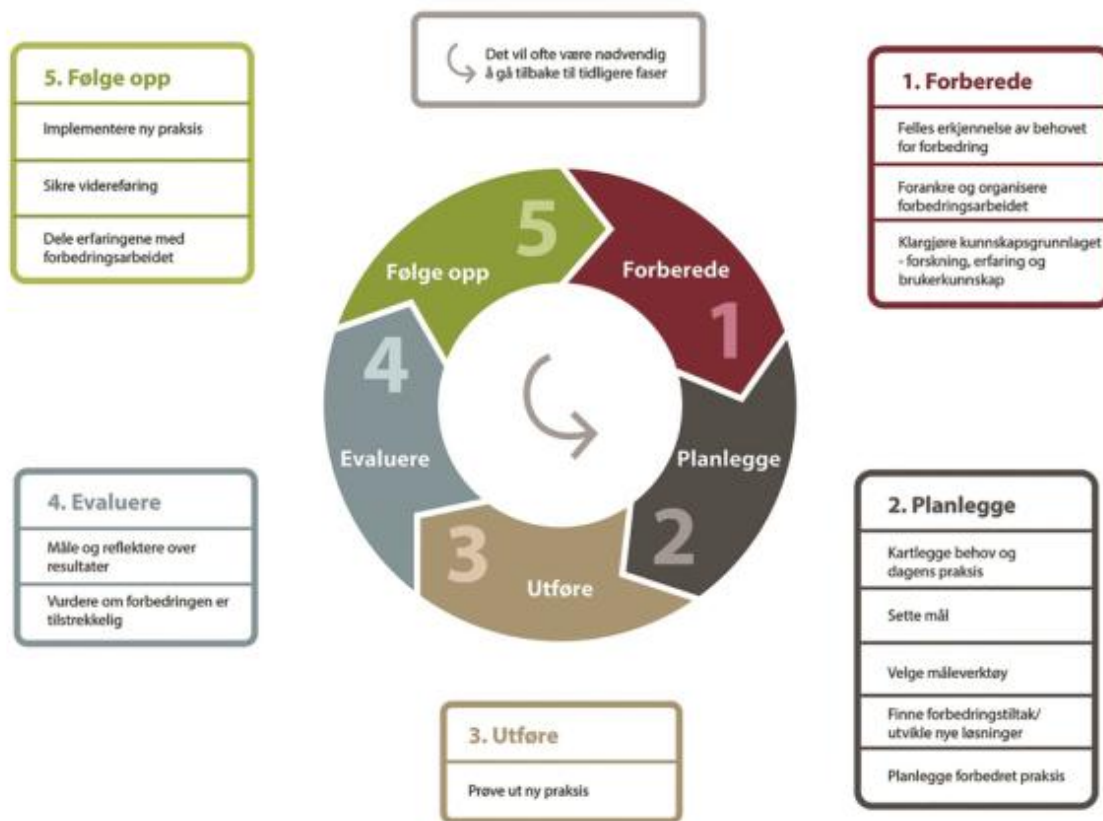 Det vil ofte være nødvendig
å gå tilbake til tidligere faser
1. Forberede
Felles erkjennelse av behovet
for forbedring
Forankre og organisere
forbedringsarbeidet
Klargjøre kunnskapsgrunnlaget
- forskning, erfaring og
brukerkunnskap
2. Planlegge
Kartlegge behov og
dagens praksis
Sette mål
Velge måleverktøy
Finne forbedringstiltak/
utvikle nye løsninger
Planlegge forbedret praksis
3. Utføre
Prøve ut ny praksis
4. Evaluere
Måle og reflektere over
resultater
Vurdere om forbedringen er
tilstrekkelig
5. Følge opp
Implementere ny praksis
Sikre videreføring
Dele erfaringene med
forbedringsarbeidet
Forberede
1
Planlegge
2
3
Utføre
4
Evaluere
5
Følge opp